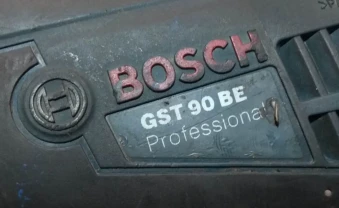 BOSCH
GST 90 BE
Professional